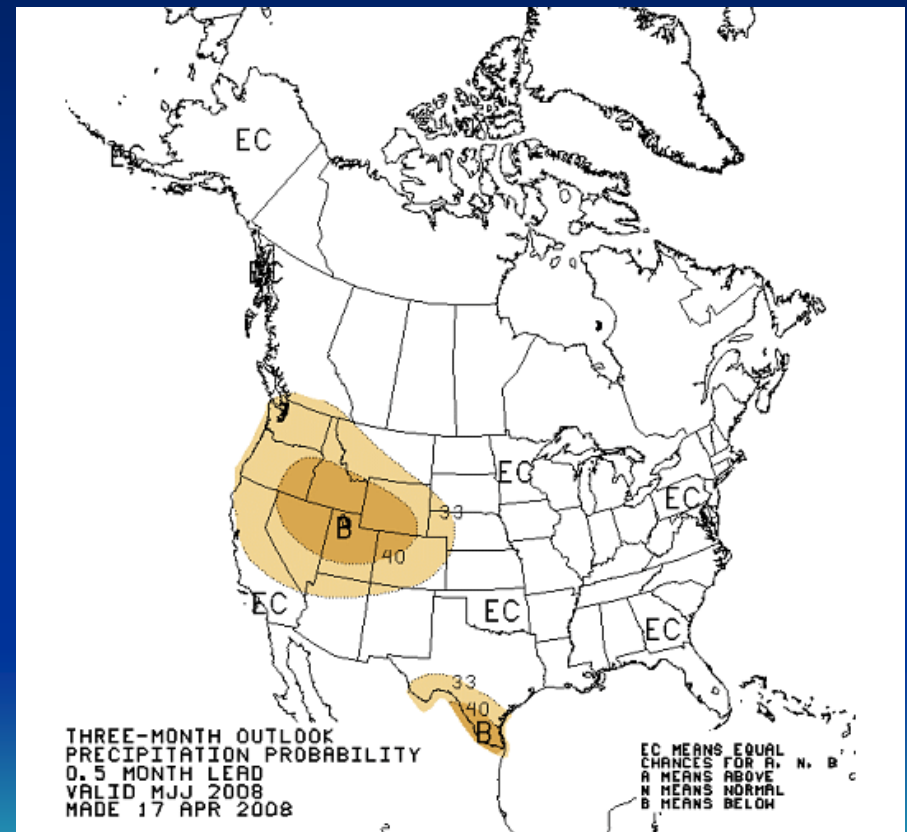 EC
EC
EC
EC
EC
33
B
40
EC
EC
EC
33
40
B
THREE-MONTH OUTLOOK
PRECIPITATION PROBABILITY
0.5 MONTH LEAD
VALID MJJ 2008
MADE 17 APR 2008
EC MEANS EQUAL
CHANCES FOR A, N, B
A MEANS ABOVE
N MEANS NORMAL
B MEANS BELOW